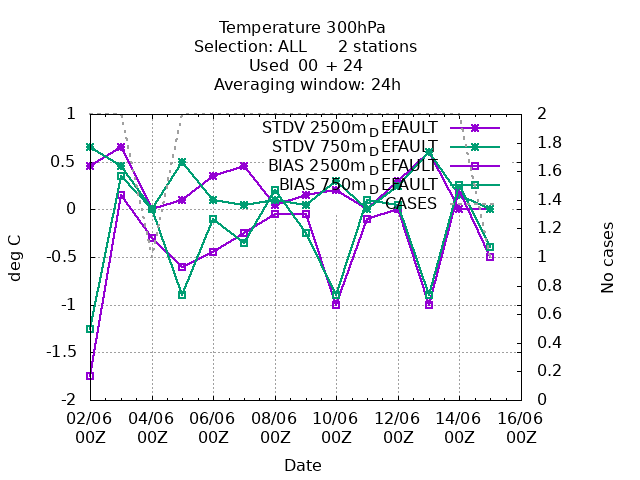 Temperature 300hPa
Selection: ALL 2 stations
Used 00 + 24
Averaging window: 24h
STDV 2500m_DEFAULT
STDV 750m_DEFAULT
BIAS 2500m_DEFAULT
BIAS 750m_DEFAULT
CASES
1
0.5
0
-0.5
-1
-1.5
-2
deg C
2
1.8
1.6
1.4
1.2
1
0.8
0.6
0.4
0.2
0
No cases
02/06 04/06 06/06 08/06 10/06 12/06 14/06 16/06
00Z 00Z 00Z 00Z 00Z 00Z 00Z 00Z
Date